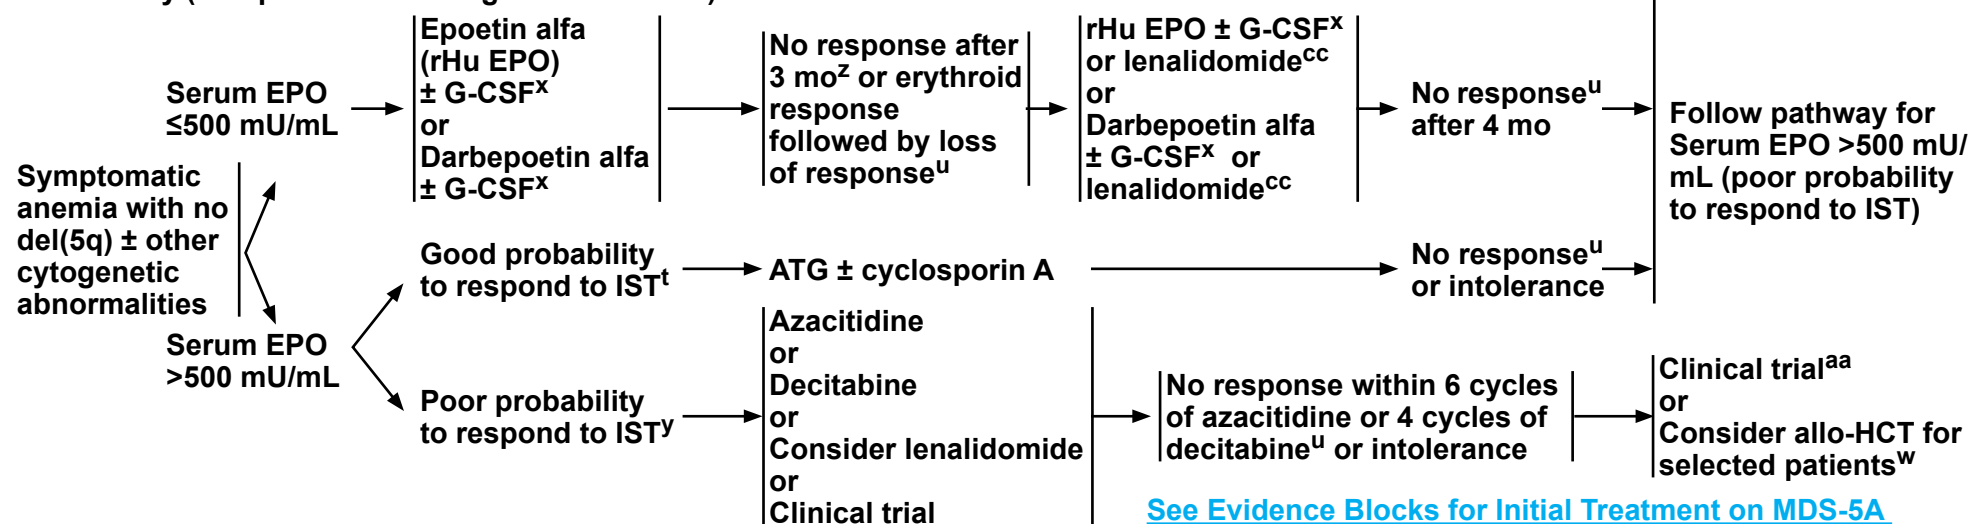 Symptomatic
anemia with no
del(5q) ± other
cytogenetic
abnormalities
Serum EPO
≤500 mU/mL
Epoetin alfa
(rHu EPO)
± G-CSFx
or
Darbepoetin alfa
± G-CSFx
No response after
3 moz or erythroid
response
followed by loss
of responseu
rHu EPO ± G-CSFx
or lenalidomidecc
or
Darbepoetin alfa
± G-CSFx or
lenalidomidecc
No responseu
after 4 mo
Follow pathway for
Serum EPO >500 mU/
mL (poor probability
to respond to IST)
Serum EPO
>500 mU/mL
Good probability
to respond to ISTt
ATG ± cyclosporin A
No responseu
or intolerance
Poor probability
to respond to ISTy
Azacitidine
or
Decitabine
or
Consider lenalidomide
or
Clinical trial
No response within 6 cycles
of azacitidine or 4 cycles of
decitabineu or intolerance
Clinical trialaa
or
Consider allo-HCT for
selected patientsw
See Evidence Blocks for Initial Treatment on MDS-5A